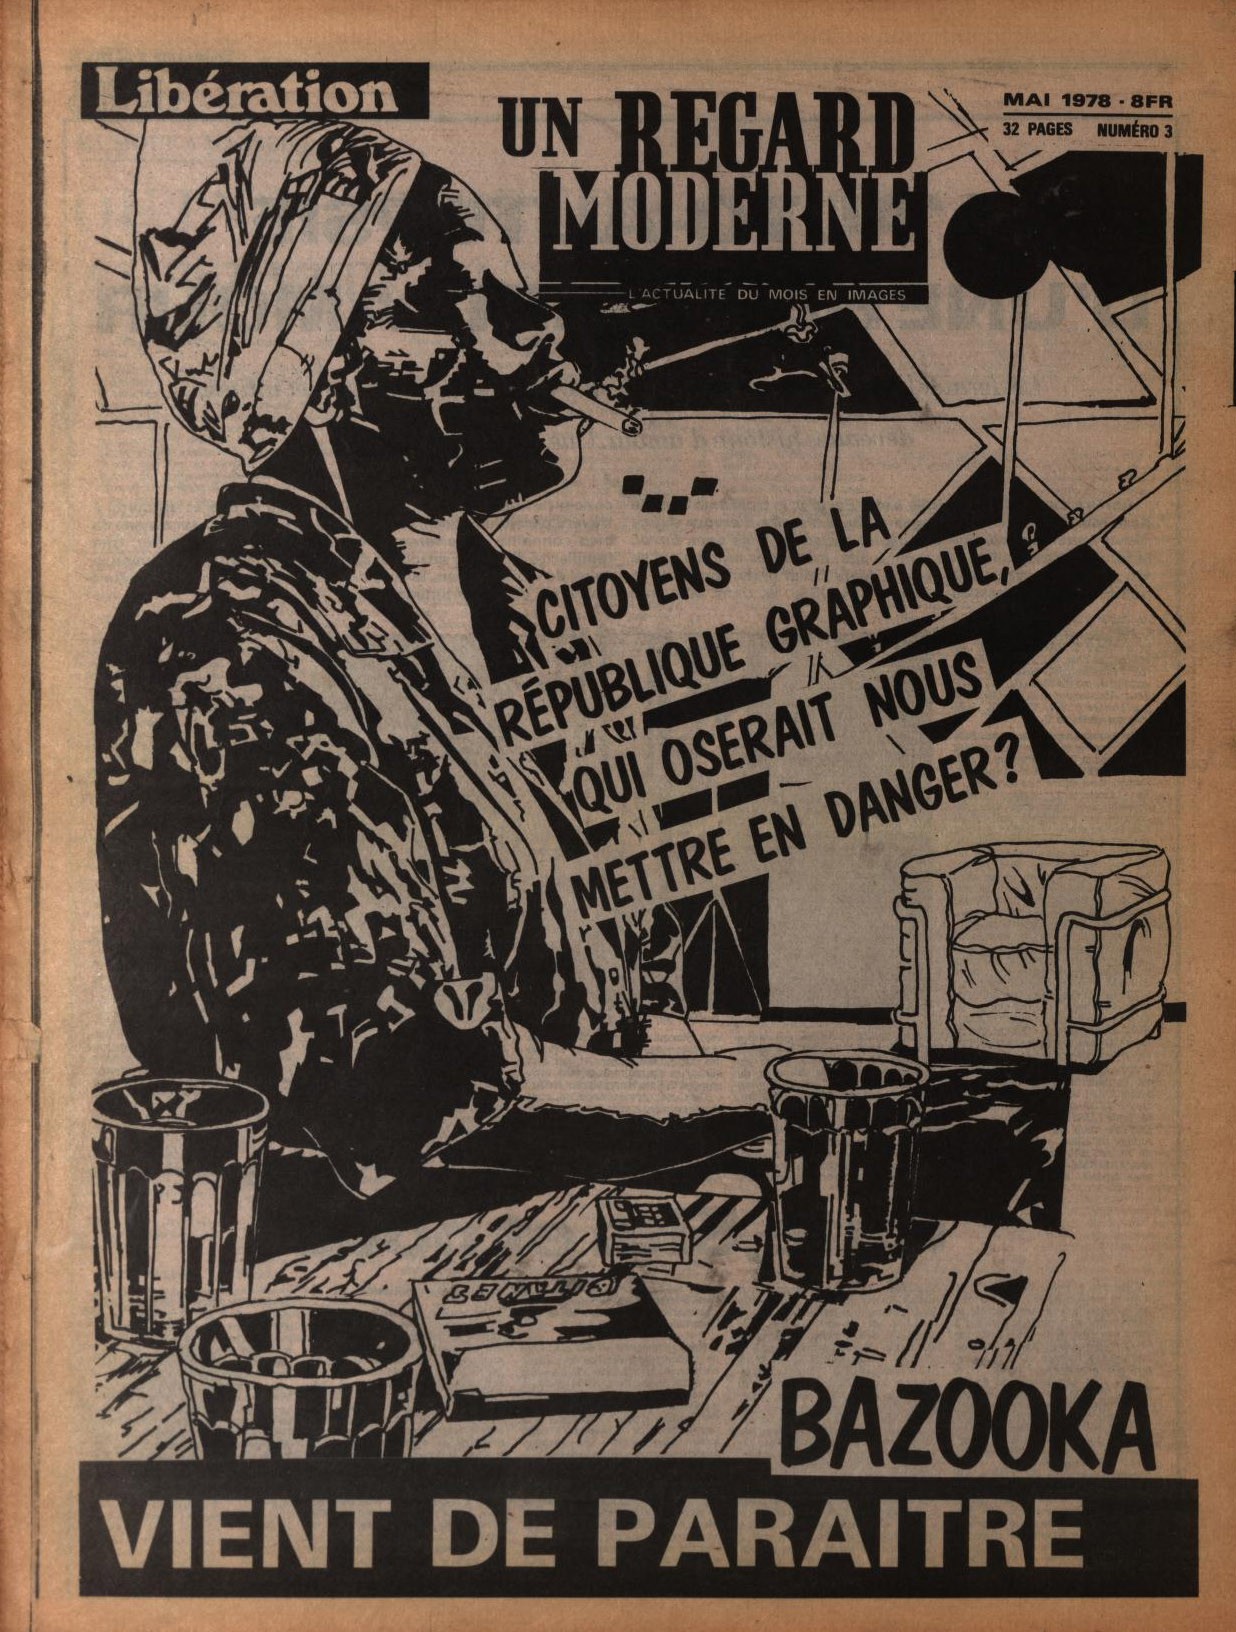 Libération
UN REGARD
MODERNE
L'ACTUALITE DU MOIS EN IMAGES
MAI 1978 - 8FR
32 PAGES NUMÉRO 3
CITOYENS DE LA
RÉPUBLIQUE GRAPHIQUE,
QUI OSERAIT NOUS
METTRE EN DANGER?
BAZOOKA
VIENT DE PARAITRE